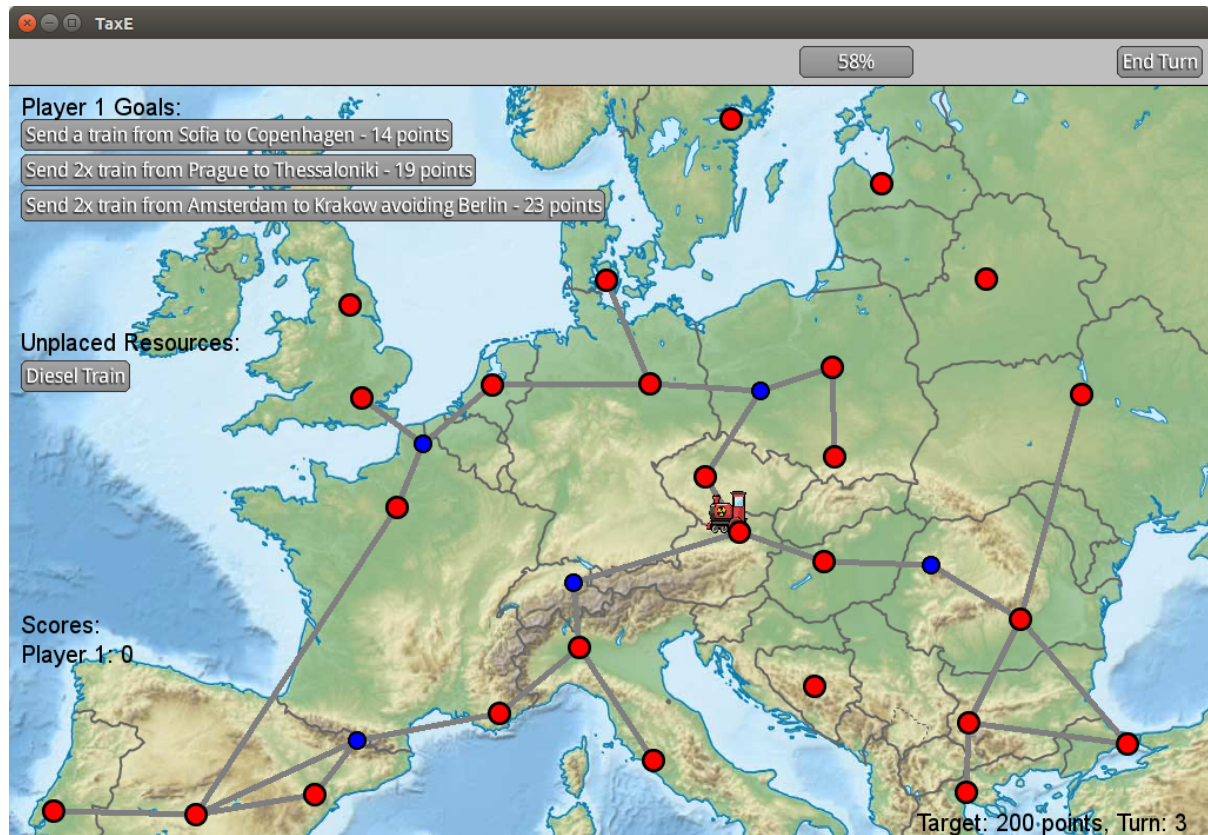 TaxE
58%
End Turn
Player 1 Goals:
Send a train from Sofia to Copenhagen - 14 points
Send 2x train from Prague to Thessaloniki - 19 points
Send 2x train from Amsterdam to Krakow avoiding Berlin - 23 points
Unplaced Resources:
Diesel Train
Scores:
Player 1: 0
Target: 200 points, Turn: 3